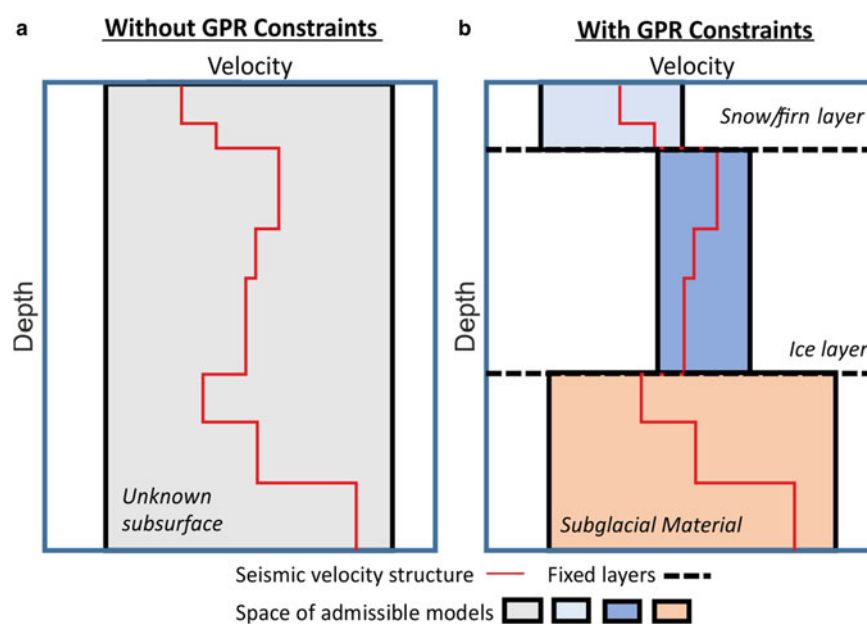 a
Without GPR Constraints
Velocity
Depth
Unknown
subsurface
b
With GPR Constraints
Velocity
Depth
Snow/firn layer
Ice layer
Subglacial Material
Seismic velocity structure
Fixed layers
Space of admissible models